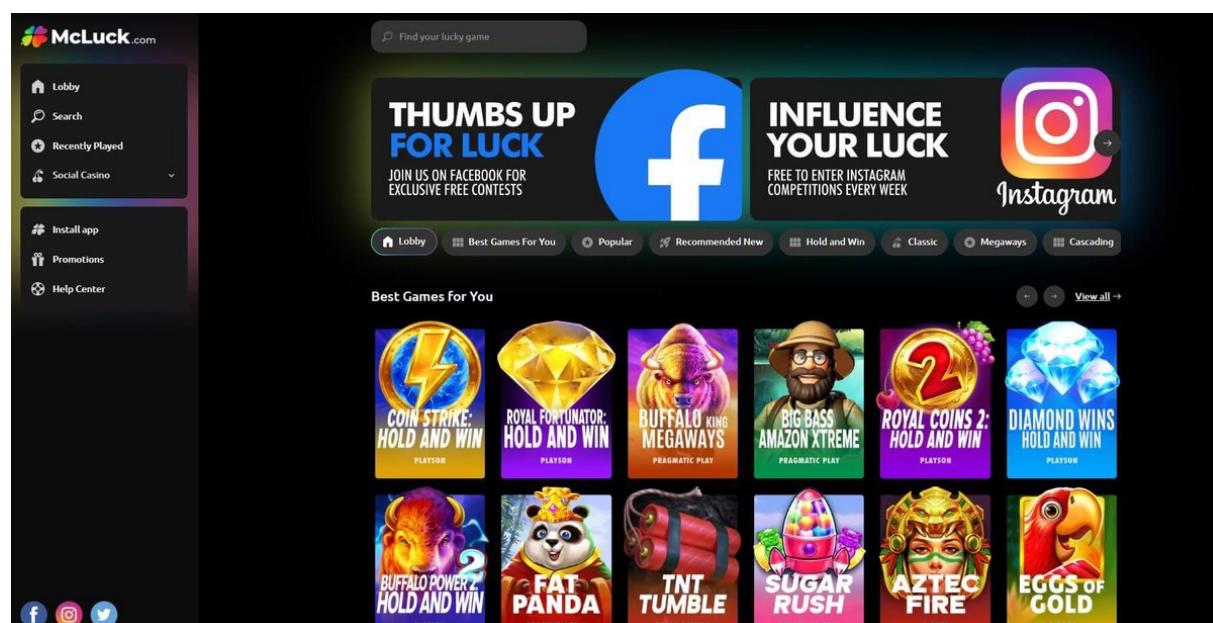 McLuck.com
Lobby
Search
Recently Played
Social Casino
Install app
Promotions
Help Center
Find your lucky game
THUMBS UP
FOR LUCK
JOIN US ON FACEBOOK FOR
EXCLUSIVE FREE CONTESTS
INFLUENCE
YOUR LUCK
FREE TO ENTER INSTAGRAM
COMPETITIONS EVERY WEEK
Instagram
Lobby
Best Games For You
Popular
Recommended New
Hold and Win
Classic
Megaways
Cascading
Best Games for You
View all
COIN STRIKE:
HOLD AND WIN
PLAYSON
ROYAL FORTUNATOR:
HOLD AND WIN
PLAYSON
BUFFALO KING
MEGAWAYS
PRAGMATIC PLAY
BIG BASS
AMAZON XTREME
PRAGMATIC PLAY
2
ROYAL COINS 2:
HOLD AND WIN
PLAYSON
DIAMOND WINS
HOLD AND WIN
PLAYSON
2
BUFFALO POWER 2:
HOLD AND WIN
FAT
PANDA
TNT
TUMBLE
SUGAR
RUSH
AZTEC
FIRE
EGGS OF
GOLD